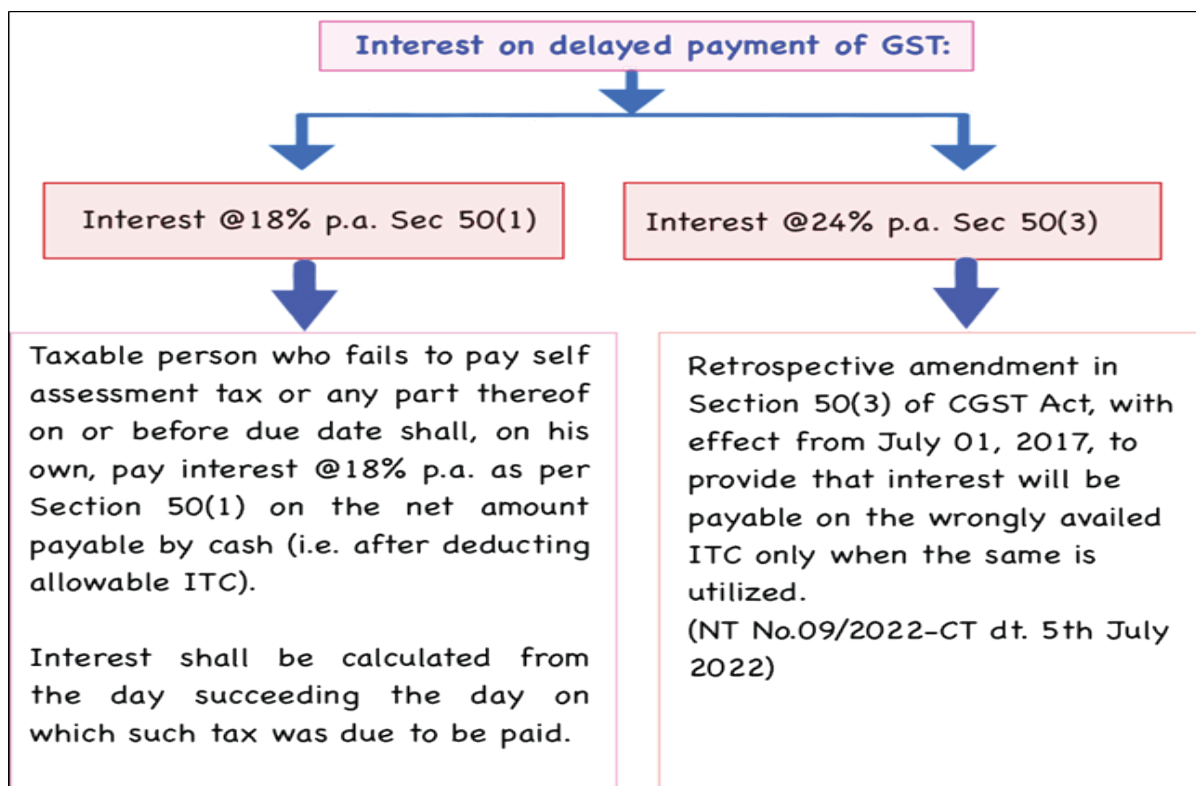 Interest on delayed payment of GST:
Interest @18% p.a. Sec 50(1)
Interest @24% p.a. Sec 50(3)
Taxable person who fails to pay self
assessment tax or any part thereof
on or before due date shall, on his
own, pay interest @18% p.a. as per
Section 50(1) on the net amount
payable by cash (i.e. after deducting
allowable ITC).
Interest shall be calculated from
the day succeeding the day on
which such tax was due to be paid.
Retrospective amendment in
Section 50(3) of CGST Act, with
effect from July 01, 2017, to
provide that interest will be
payable on the wrongly availed
ITC only when the same is
utilized.
(NT No.09/2022-CT dt. 5th July
2022)